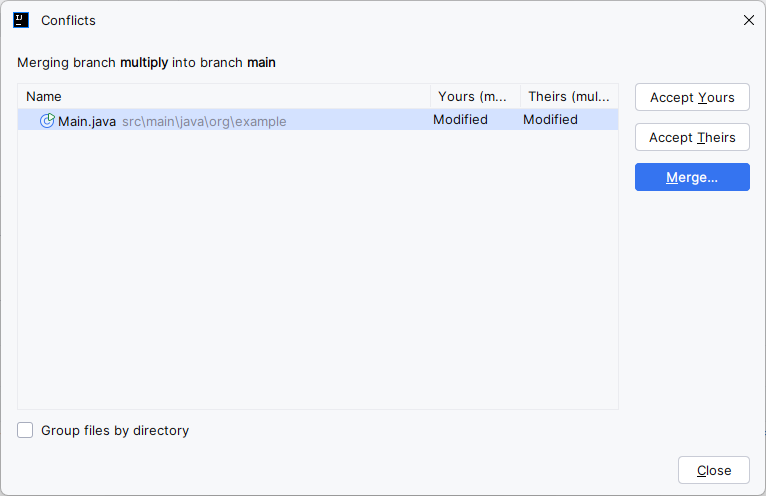 Conflicts
Merging branch multiply into branch main
Name Yours (m... Theirs (mul...
Main.java src\main\java\org\example Modified Modified
Accept Yours
Accept Theirs
Merge...
Group files by directory
Close